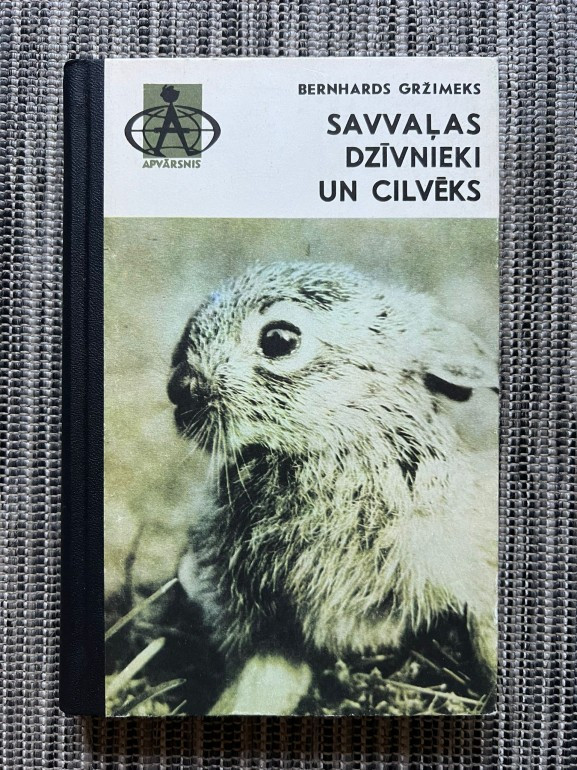 BERNHARDS GRŽIMEKS
SAVVAĻAS
DZĪVNIEKI
UN CILVĒKS
A
APVĀRSNIS